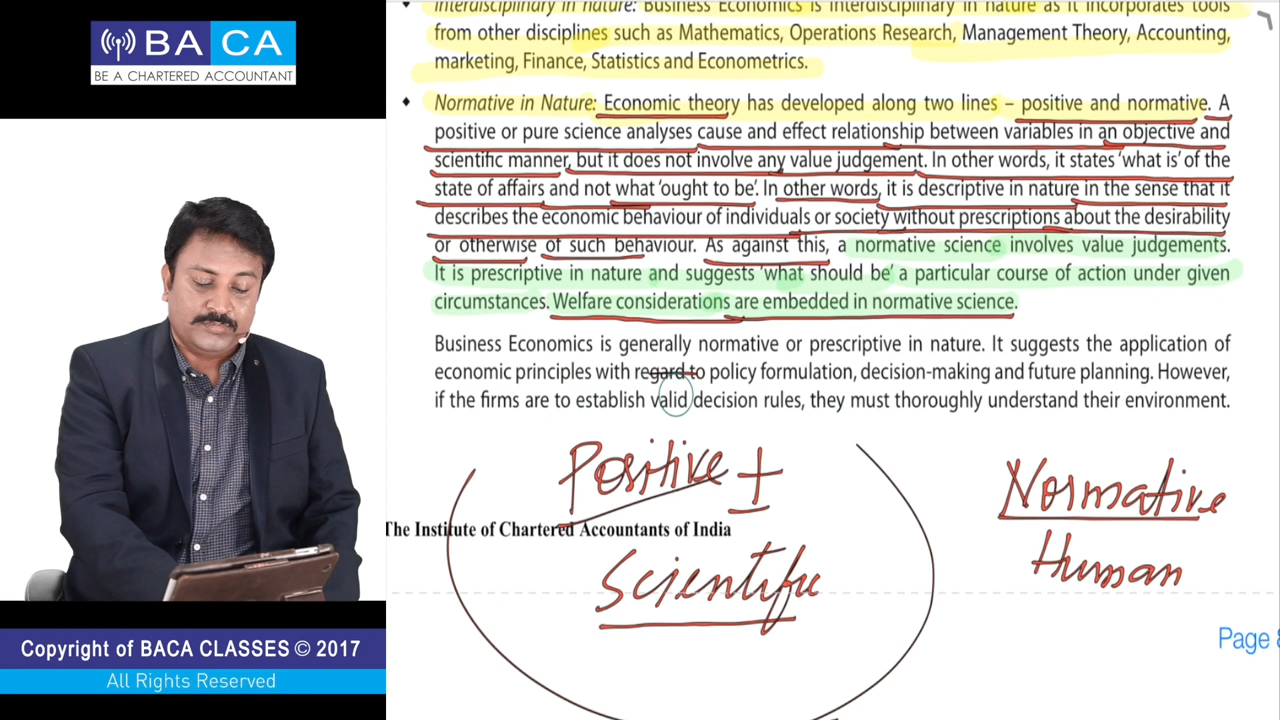 BA CA
BE A CHARTERED ACCOUNTANT
Interdisciplinary in nature: Business Economics is interdisciplinary in nature as it incorporates tools
from other disciplines such as Mathematics, Operations Research, Management Theory, Accounting,
marketing, Finance, Statistics and Econometrics.
♦ Normative in Nature: Economic theory has developed along two lines – positive and normative. A
positive or pure science analyses cause and effect relationship between variables in an objective and
scientific manner, but it does not involve any value judgement. In other words, it states 'what is' of the
state of affairs and not what 'ought to be'. In other words, it is descriptive in nature in the sense that it
describes the economic behaviour of individuals or society without prescriptions about the desirability
or otherwise of such behaviour. As against this, a normative science involves value judgements.
It is prescriptive in nature and suggests 'what should be' a particular course of action under given
circumstances. Welfare considerations are embedded in normative science.
Business Economics is generally normative or prescriptive in nature. It suggests the application of
economic principles with regard to policy formulation, decision-making and future planning. However,
if the firms are to establish valid decision rules, they must thoroughly understand their environment.
Positive +
Scientific
Normative
Human
The Institute of Chartered Accountants of India
Page 8
Copyright of BACA CLASSES © 2017
All Rights Reserved